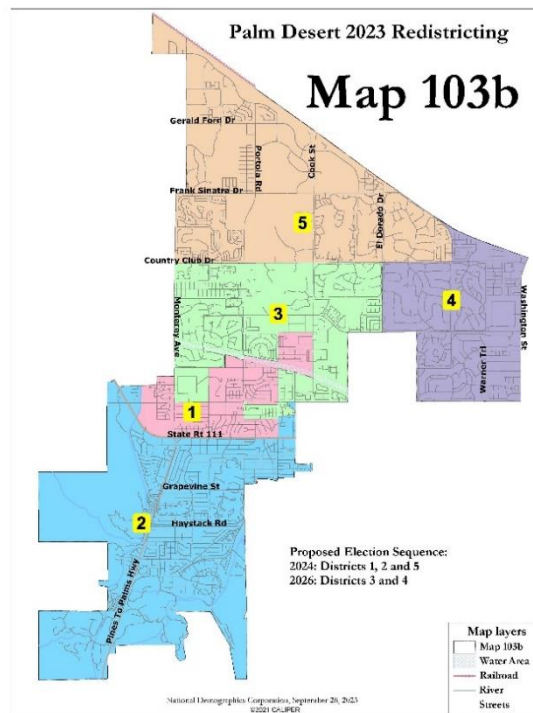 Palm Desert 2023 Redistricting
Map 103b
Gerald Ford Dr
Portola Rd
Cook St
Frank Sinatra Dr
El Dorado Dr
5
Country Club Dr
Monterey Ave
3
4
Washington St
Warner Trl
1
State Rt 111
Grapevine St
2
Haystack Rd
Pines To Palms Hwy
Proposed Election Sequence:
2024: Districts 1, 2 and 5
2026: Districts 3 and 4
Map layers
Map 103b
Water Area
Railroad
River
Streets
National Demographics Corporation, September 28, 2023
©2021 CALIPER